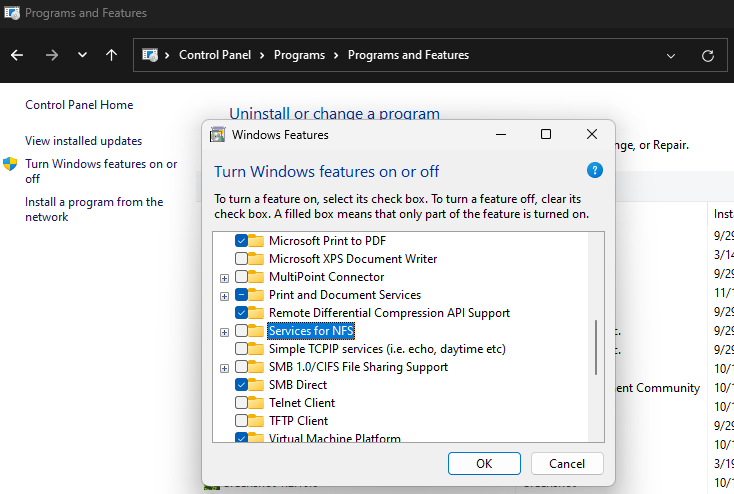 Programs and Features
Control Panel > Programs > Programs and Features
Control Panel Home
View installed updates
Turn Windows features on or
off
Install a program from the
network
Uninstall or change a program
nge, or Repair.
Windows Features
Turn Windows features on or off
To turn a feature on, select its check box. To turn a feature off, clear its
check box. A filled box means that only part of the feature is turned on.
Microsoft Print to PDF
Microsoft XPS Document Writer
MultiPoint Connector
Print and Document Services
Remote Differential Compression API Support
Services for NFS
Simple TCPIP services (i.e. echo, daytime etc)
SMB 1.0/CIFS File Sharing Support
SMB Direct
Telnet Client
TFTP Client
Virtual Machine Platform
OK
Cancel
Inst
9/29
3/14
9/29
11/1
9/29
c. 9/29
c. 9/29
10/1
ent Community 10/1
10/1
9/29
10/1
3/19
10/1